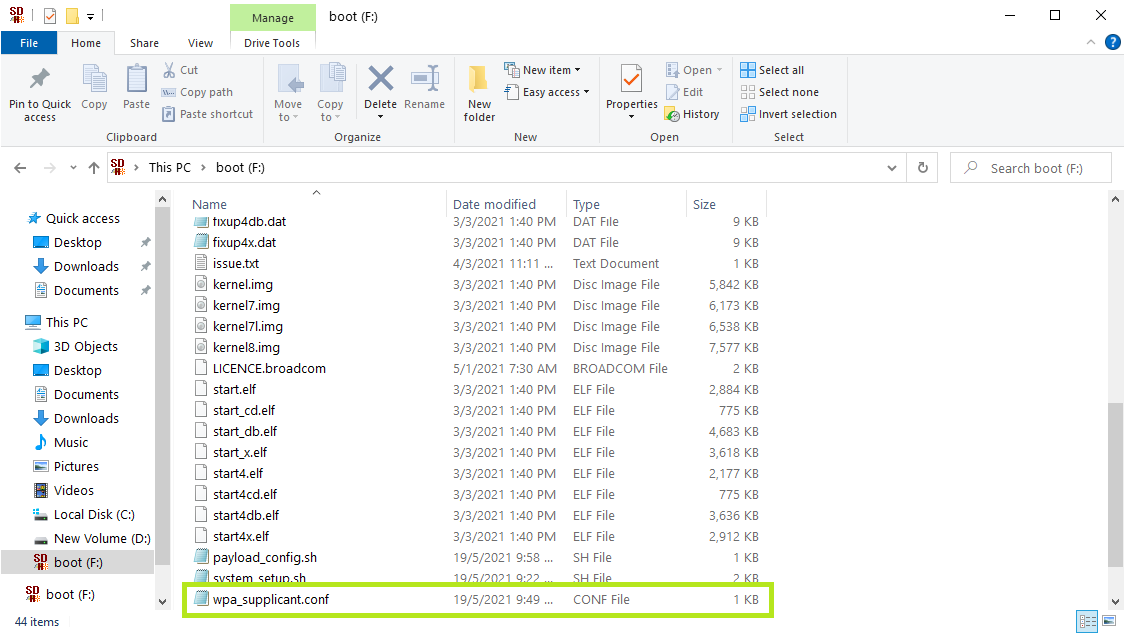 SD
Manage
boot (F:)
File Home Share View Drive Tools
?
Pin to Quick access
Copy
Paste
Cut
Copy path
Paste shortcut
Clipboard
Move to
Copy to
Delete
Rename
Organize
New folder
New item
Easy access
New
Properties
Open
Edit
History
Open
Select all
Select none
Invert selection
Select
SD This PC boot (F:)
Search boot (F:)
Quick access
Desktop
Downloads
Documents
This PC
3D Objects
Desktop
Documents
Downloads
Music
Pictures
Videos
Local Disk (C:)
New Volume (D:)
SD boot (F:)
SD boot (F:)
Name Date modified Type Size
fixup4db.dat 3/3/2021 1:40 PM DAT File 9 KB
fixup4x.dat 3/3/2021 1:40 PM DAT File 9 KB
issue.txt 4/3/2021 11:11 ... Text Document 1 KB
kernel.img 3/3/2021 1:40 PM Disc Image File 5,842 KB
kernel7.img 3/3/2021 1:40 PM Disc Image File 6,173 KB
kernel7l.img 3/3/2021 1:40 PM Disc Image File 6,538 KB
kernel8.img 3/3/2021 1:40 PM Disc Image File 7,577 KB
LICENCE.broadcom 5/1/2021 7:30 AM BROADCOM File 2 KB
start.elf 3/3/2021 1:40 PM ELF File 2,884 KB
start_cd.elf 3/3/2021 1:40 PM ELF File 775 KB
start_db.elf 3/3/2021 1:40 PM ELF File 4,683 KB
start_x.elf 3/3/2021 1:40 PM ELF File 3,618 KB
start4.elf 3/3/2021 1:40 PM ELF File 2,177 KB
start4cd.elf 3/3/2021 1:40 PM ELF File 775 KB
start4db.elf 3/3/2021 1:40 PM ELF File 3,636 KB
start4x.elf 3/3/2021 1:40 PM ELF File 2,912 KB
payload_config.sh 19/5/2021 9:58 ... SH File 1 KB
system_setup.sh 19/5/2021 9:22 ... SH File 2 KB
wpa_supplicant.conf 19/5/2021 9:49 ... CONF File 1 KB
44 items